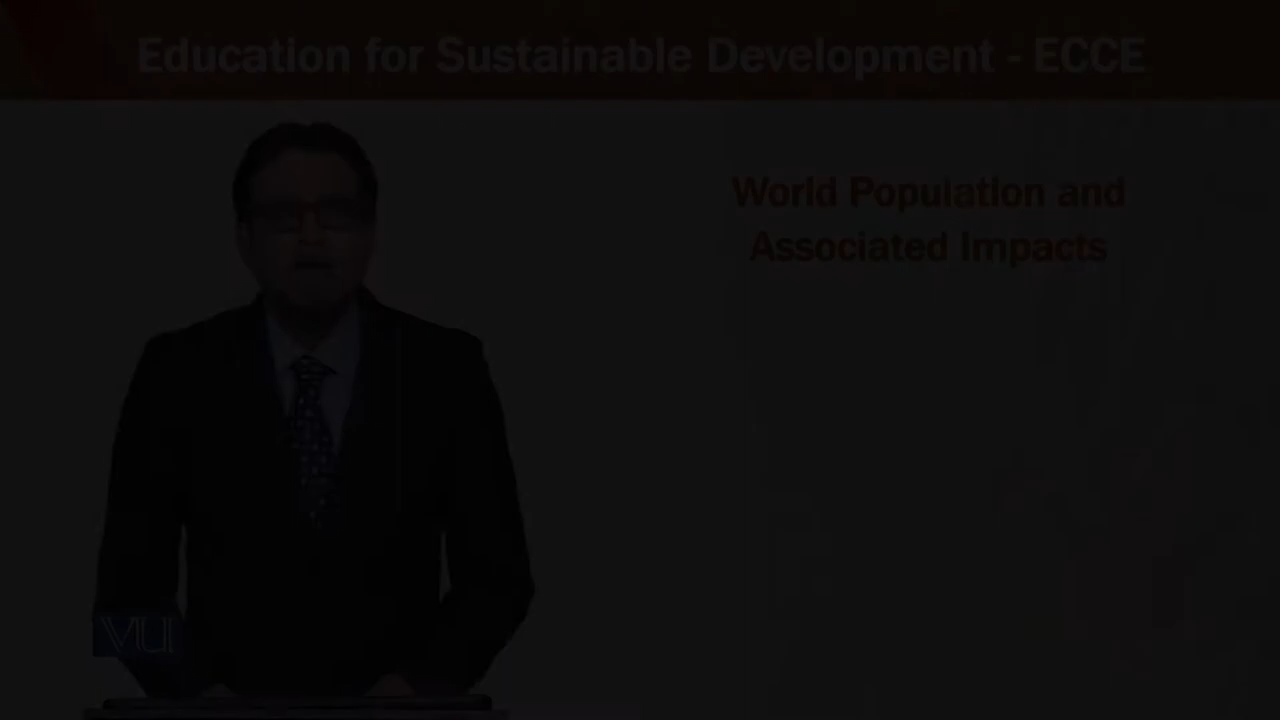 Education for Sustainable Development - ECCE
World Population and
Associated Impacts
VU